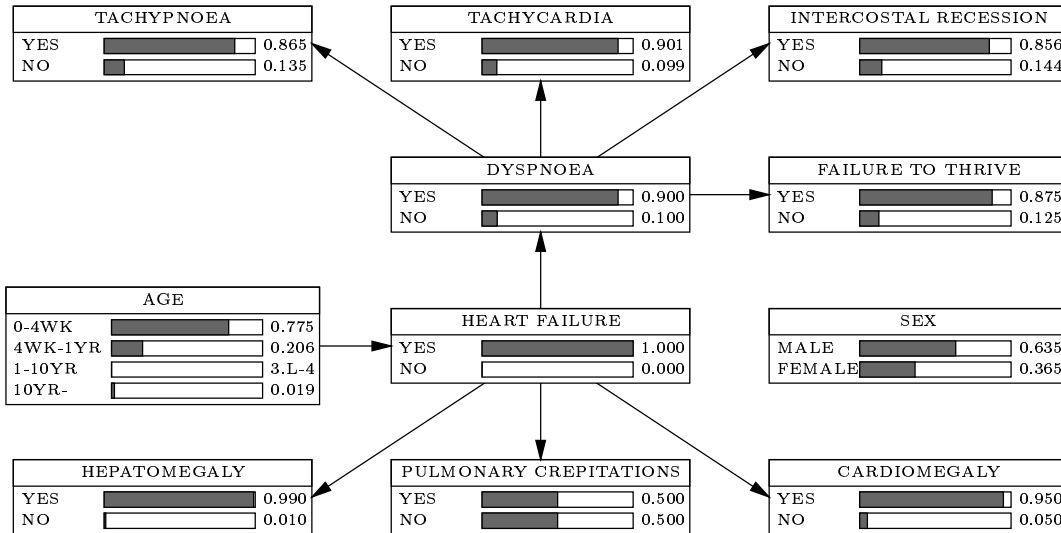 TACHYPNOEA
YES 0.865
NO 0.135
TACHYCARDIA
YES 0.901
NO 0.099
INTERCOSTAL RECESSION
YES 0.856
NO 0.144
DYSPNOEA
YES 0.900
NO 0.100
FAILURE TO THRIVE
YES 0.875
NO 0.125
AGE
0-4WK 0.775
4WK-1YR 0.206
1-10YR 3.L-4
10YR- 0.019
HEART FAILURE
YES 1.000
NO 0.000
SEX
MALE 0.635
FEMALE 0.365
HEPATOMEGALY
YES 0.990
NO 0.010
PULMONARY CREPITATIONS
YES 0.500
NO 0.500
CARDIOMEGALY
YES 0.950
NO 0.050